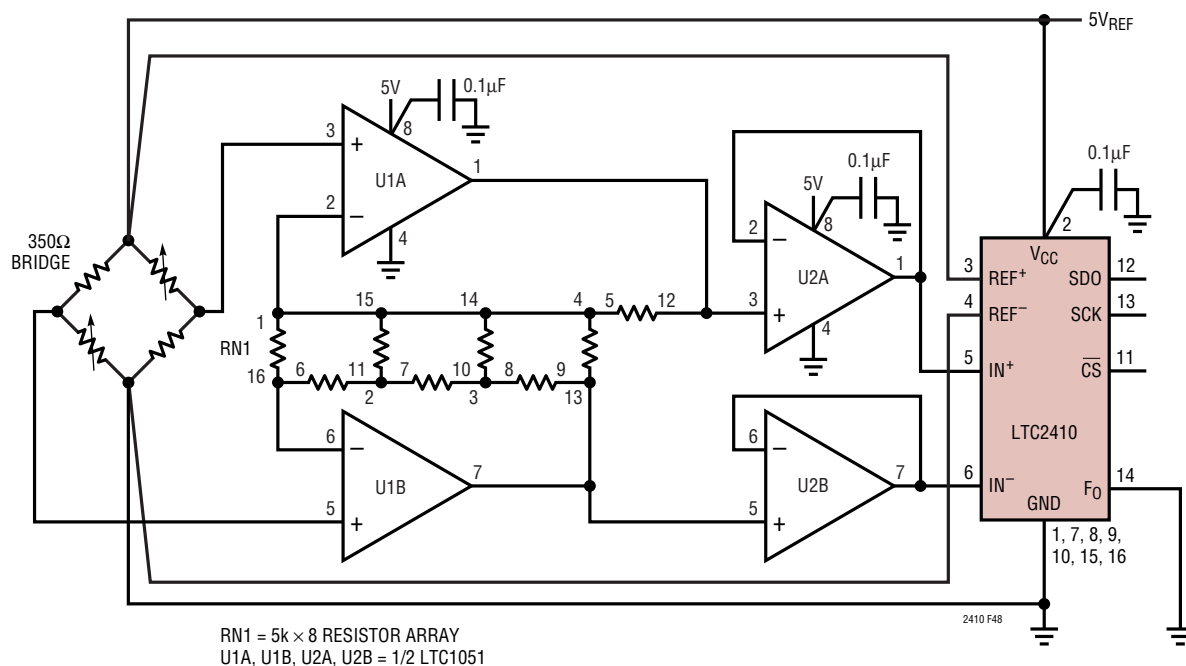 5VREF
5V
0.1µF
8
3
+
U1A
1
2
−
4
350Ω
BRIDGE
0.1µF
5V
8
2
−
U2A
1
3
+
4
0.1µF
2
VCC
3
REF+
SDO
12
4
REF−
SCK
13
5
IN+
CS
11
LTC2410
6
IN−
FO
14
GND
1, 7, 8, 9,
10, 15, 16
15
14
4
5
12
1
RN1
16
6
11
7
10
8
9
2
3
13
6
−
U1B
7
5
+
6
−
U2B
7
5
+
2410 F48
RN1 = 5k × 8 RESISTOR ARRAY
U1A, U1B, U2A, U2B = 1/2 LTC1051